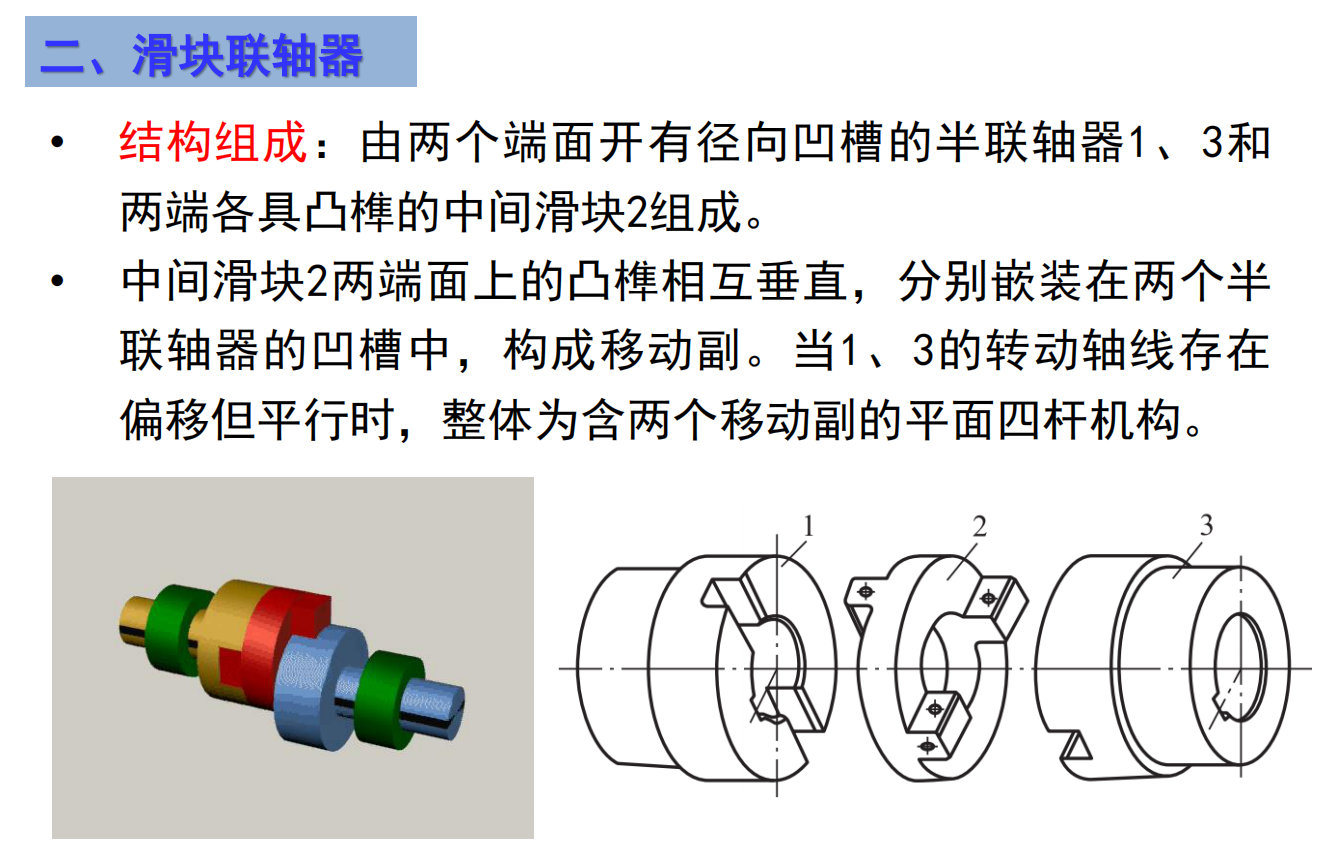 二、滑块联轴器
• 结构组成：由两个端面开有径向凹槽的半联轴器1、3和
两端各具凸榫的中间滑块2组成。
• 中间滑块2两端面上的凸榫相互垂直，分别嵌装在两个半
联轴器的凹槽中，构成移动副。当1、3的转动轴线存在
偏移但平行时，整体为含两个移动副的平面四杆机构。
1
2
3